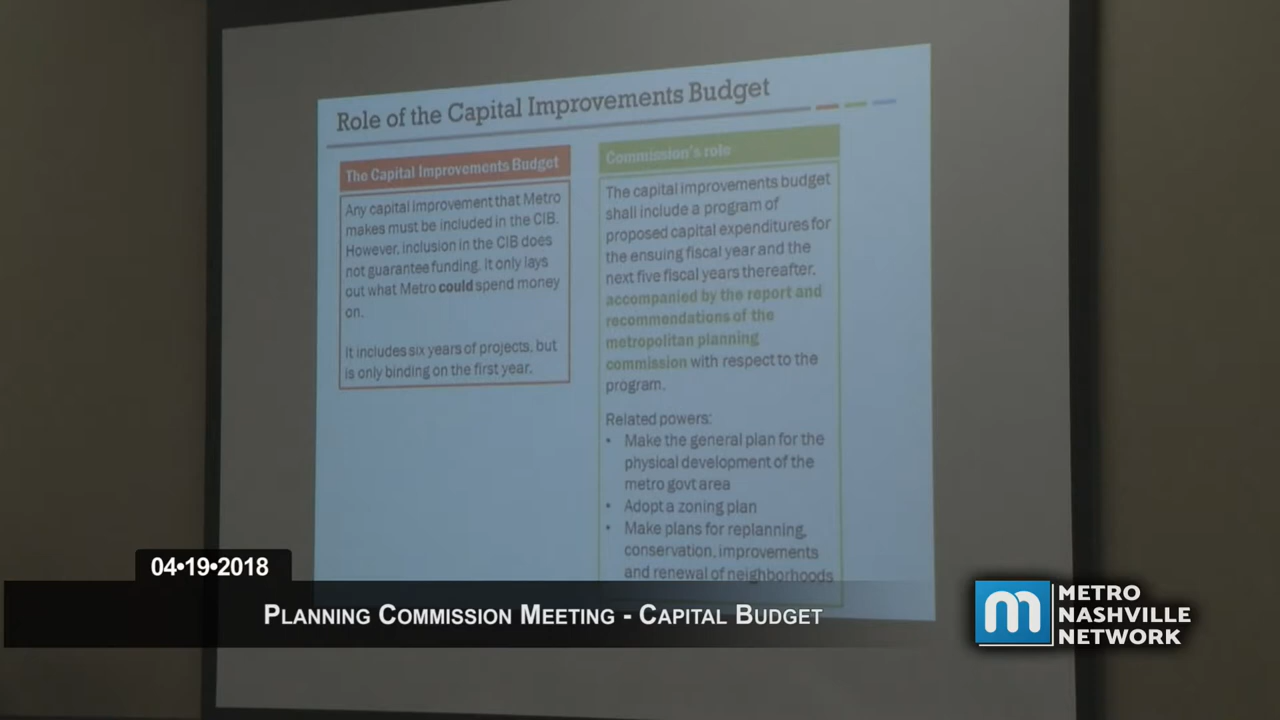 Role of the Capital Improvements Budget
The Capital Improvements Budget
Any capital improvement that Metro
makes must be included in the CIB.
However, inclusion in the CIB does
not guarantee funding. It only lays
out what Metro could spend money
on.
It includes six years of projects, but
is only binding on the first year.
Commission's role
The capital improvements budget
shall include a program of
proposed capital expenditures for
the ensuing fiscal year and the
next five fiscal years thereafter,
accompanied by the report and
recommendations of the
metropolitan planning
commission with respect to the
program.
Related powers:
• Make the general plan for the
physical development of the
metro govt area
• Adopt a zoning plan
• Make plans for replanning,
conservation, improvements
and renewal of neighborhoods
04•19•2018
PLANNING COMMISSION MEETING - CAPITAL BUDGET
m
METRO
NASHVILLE
NETWORK